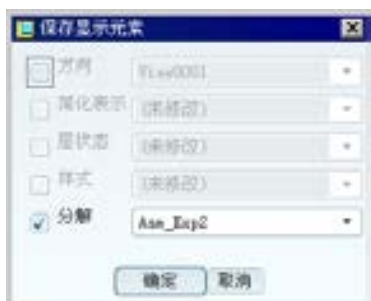 保存显示元素
方向 View0001
简化表示 (未修改)
层状态 (未修改)
样式 (未修改)
分解 Asm_Exp2
确定 取消